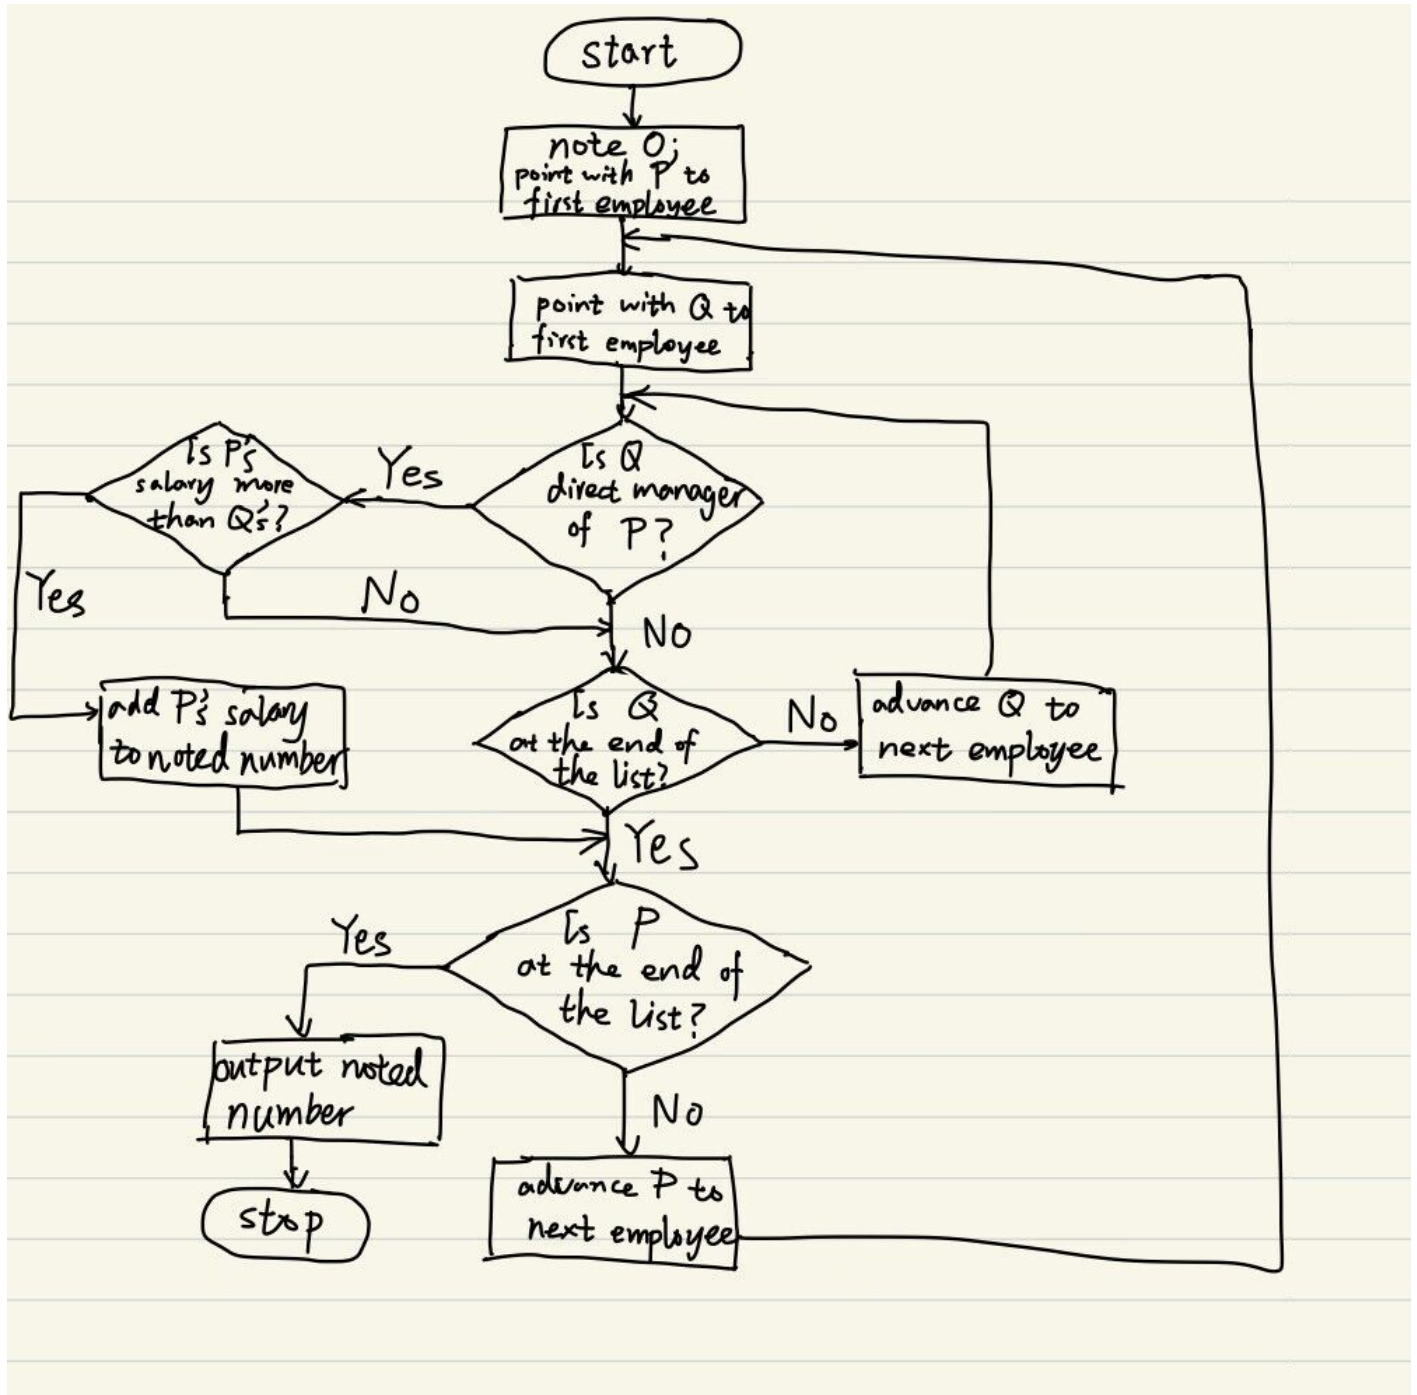 start
note 0;
point with P to
first employee
point with Q to
first employee
Is Q
direct manager
of P?
Yes
Is P's
salary more
than Q's?
Yes
No
No
add P's salary
to noted number
Is Q
at the end of
the list?
No
advance Q to
next employee
Yes
Is P
at the end of
the list?
Yes
output noted
number
stop
No
advance P to
next employee